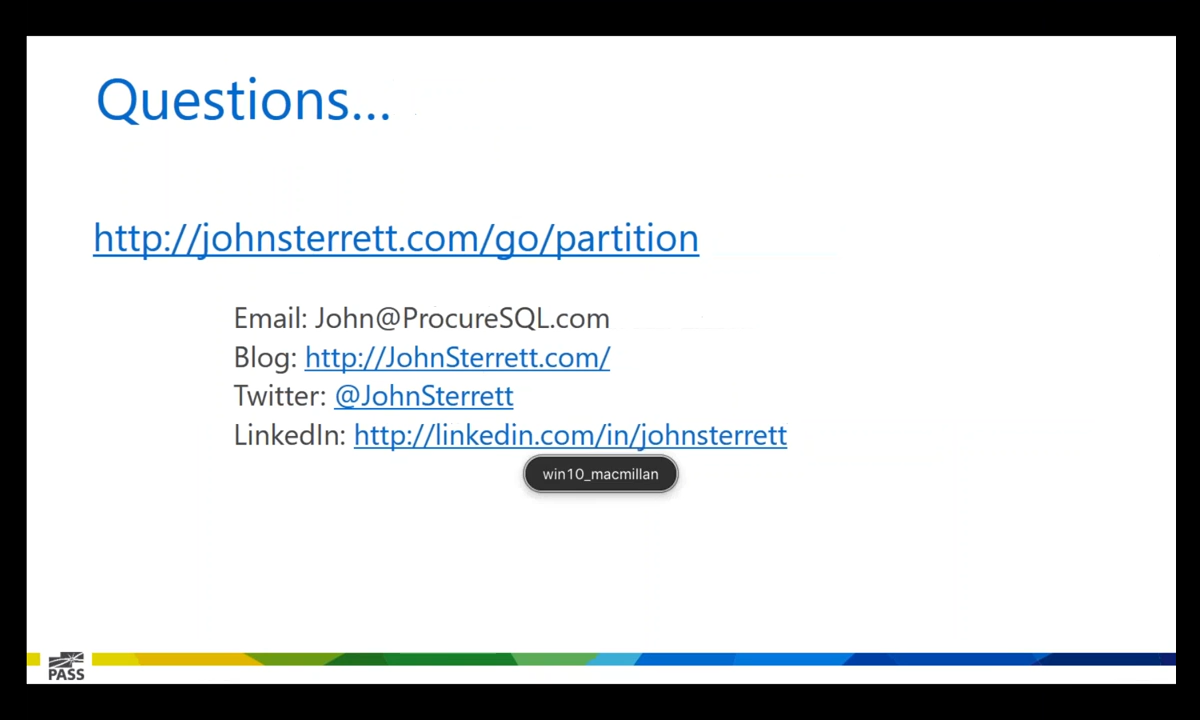 Questions...
http://johnsterrett.com/go/partition
Email: John@ProcureSQL.com
Blog: http://JohnSterrett.com/
Twitter: @JohnSterrett
LinkedIn: http://linkedin.com/in/johnsterrett
win10_macmillan
PASS